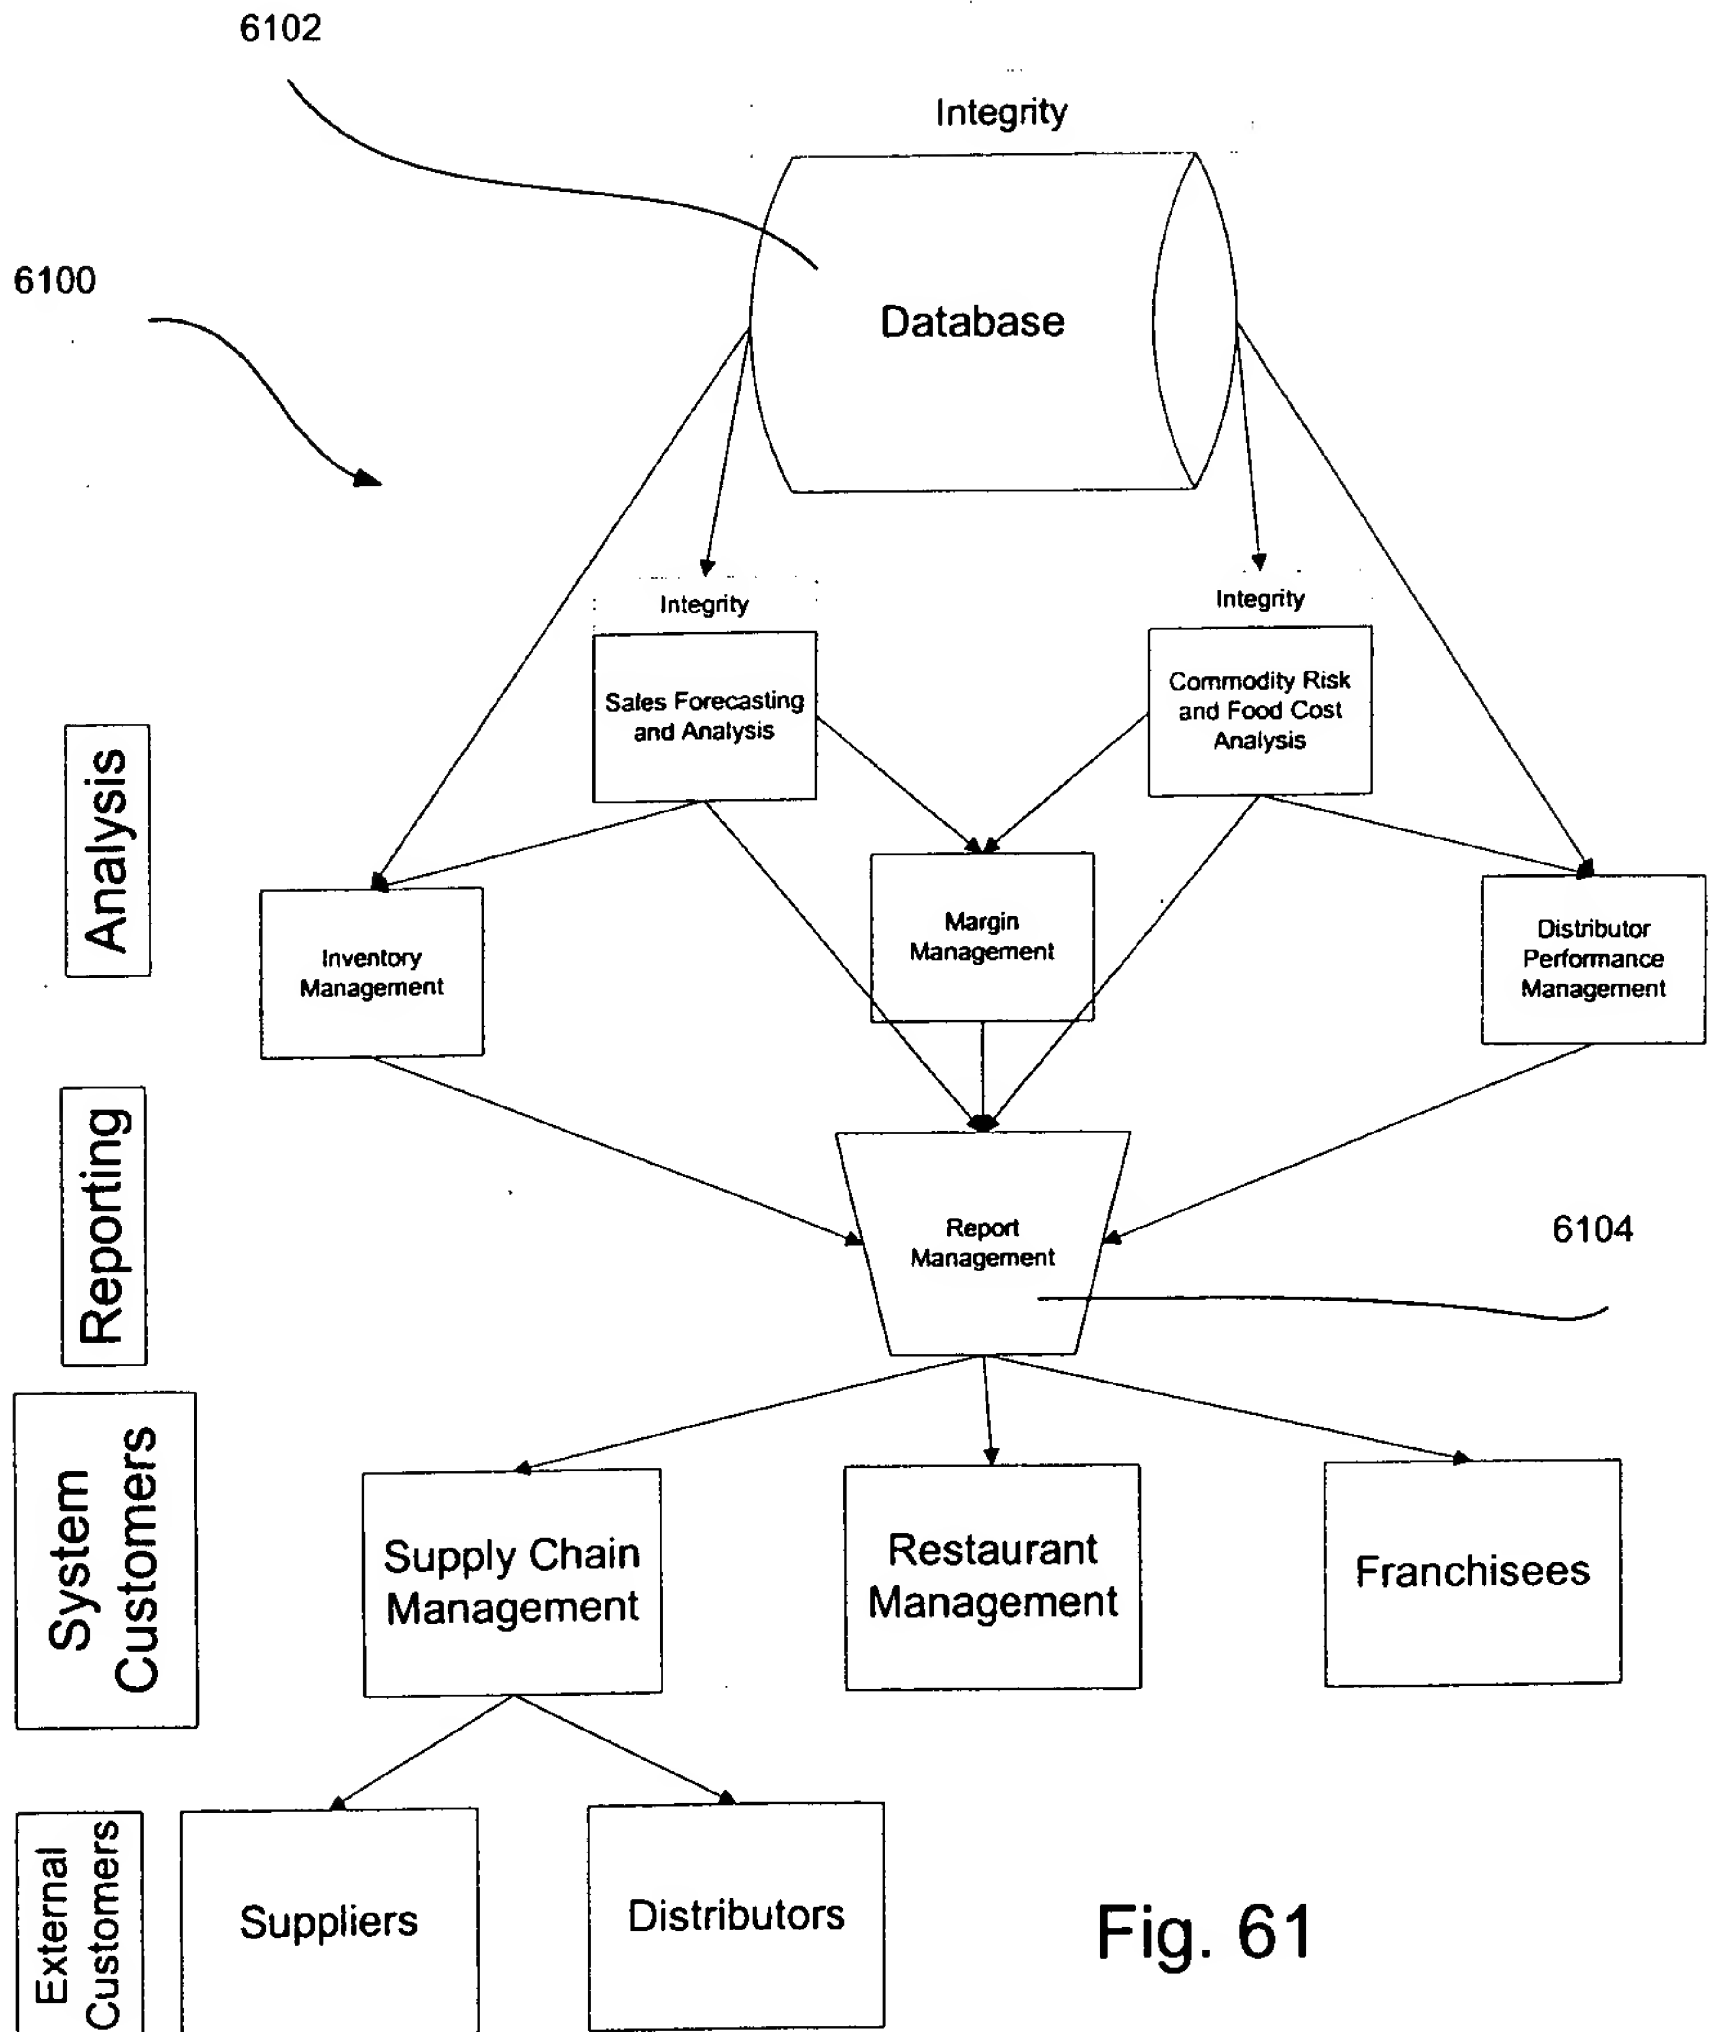 6102
Integrity
6100
Database
Integrity
Integrity
Sales Forecasting
and Analysis
Commodity Risk
and Food Cost
Analysis
Analysis
Inventory
Management
Margin
Management
Distributor
Performance
Management
Reporting
Report
Management
6104
System
Customers
Supply Chain
Management
Restaurant
Management
Franchisees
External
Customers
Suppliers
Distributors
Fig. 61